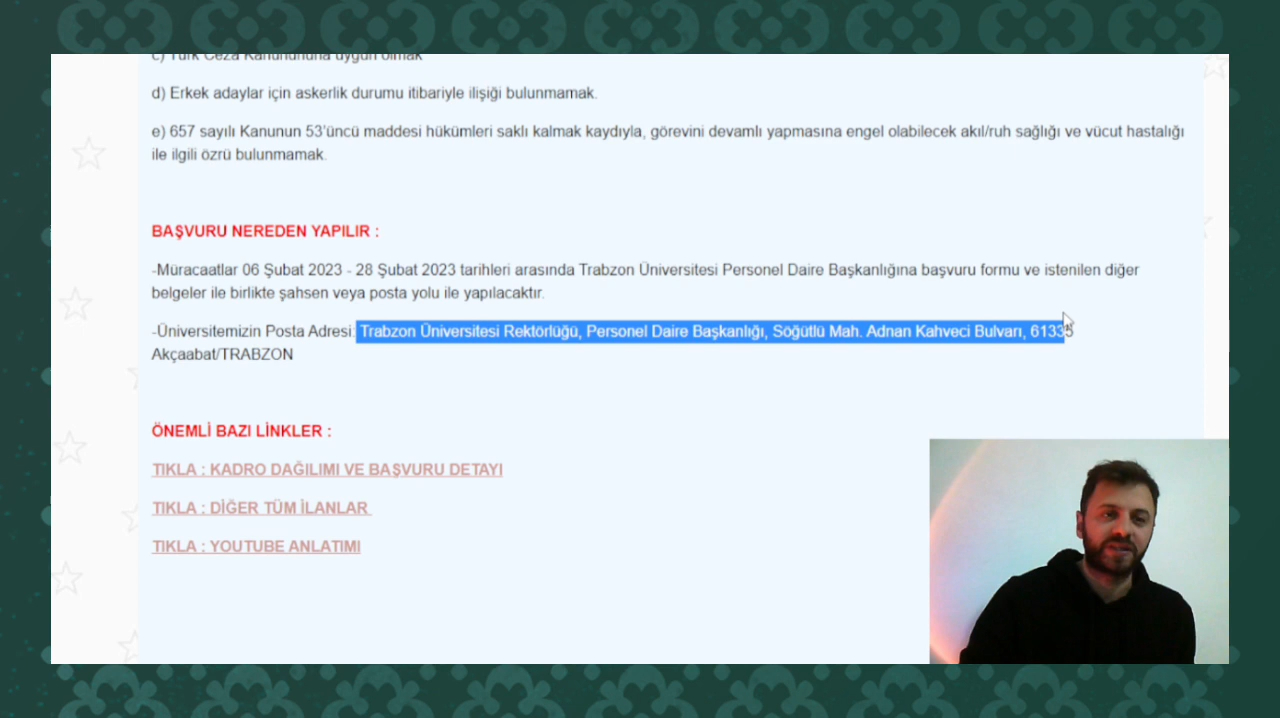 c) Türk Ceza Kanunununa uygun olmak
d) Erkek adaylar için askerlik durumu itibariyle ilişiği bulunmamak.
e) 657 sayılı Kanunun 53'üncü maddesi hükümleri saklı kalmak kaydıyla, görevini devamlı yapmasına engel olabilecek akıl/ruh sağlığı ve vücut hastalığı
ile ilgili özrü bulunmamak.
BAŞVURU NEREDEN YAPILIR :
-Müracaatlar 06 Şubat 2023 - 28 Şubat 2023 tarihleri arasında Trabzon Üniversitesi Personel Daire Başkanlığına başvuru formu ve istenilen diğer
belgeler ile birlikte şahsen veya posta yolu ile yapılacaktır.
-Üniversitemizin Posta Adresi: Trabzon Üniversitesi Rektörlüğü, Personel Daire Başkanlığı, Söğütlü Mah. Adnan Kahveci Bulvarı, 61335
Akçaabat/TRABZON
ÖNEMLİ BAZI LİNKLER :
TIKLA : KADRO DAĞILIMI VE BAŞVURU DETAYI
TIKLA : DİĞER TÜM İLANLAR
TIKLA : YOUTUBE ANLATIMI